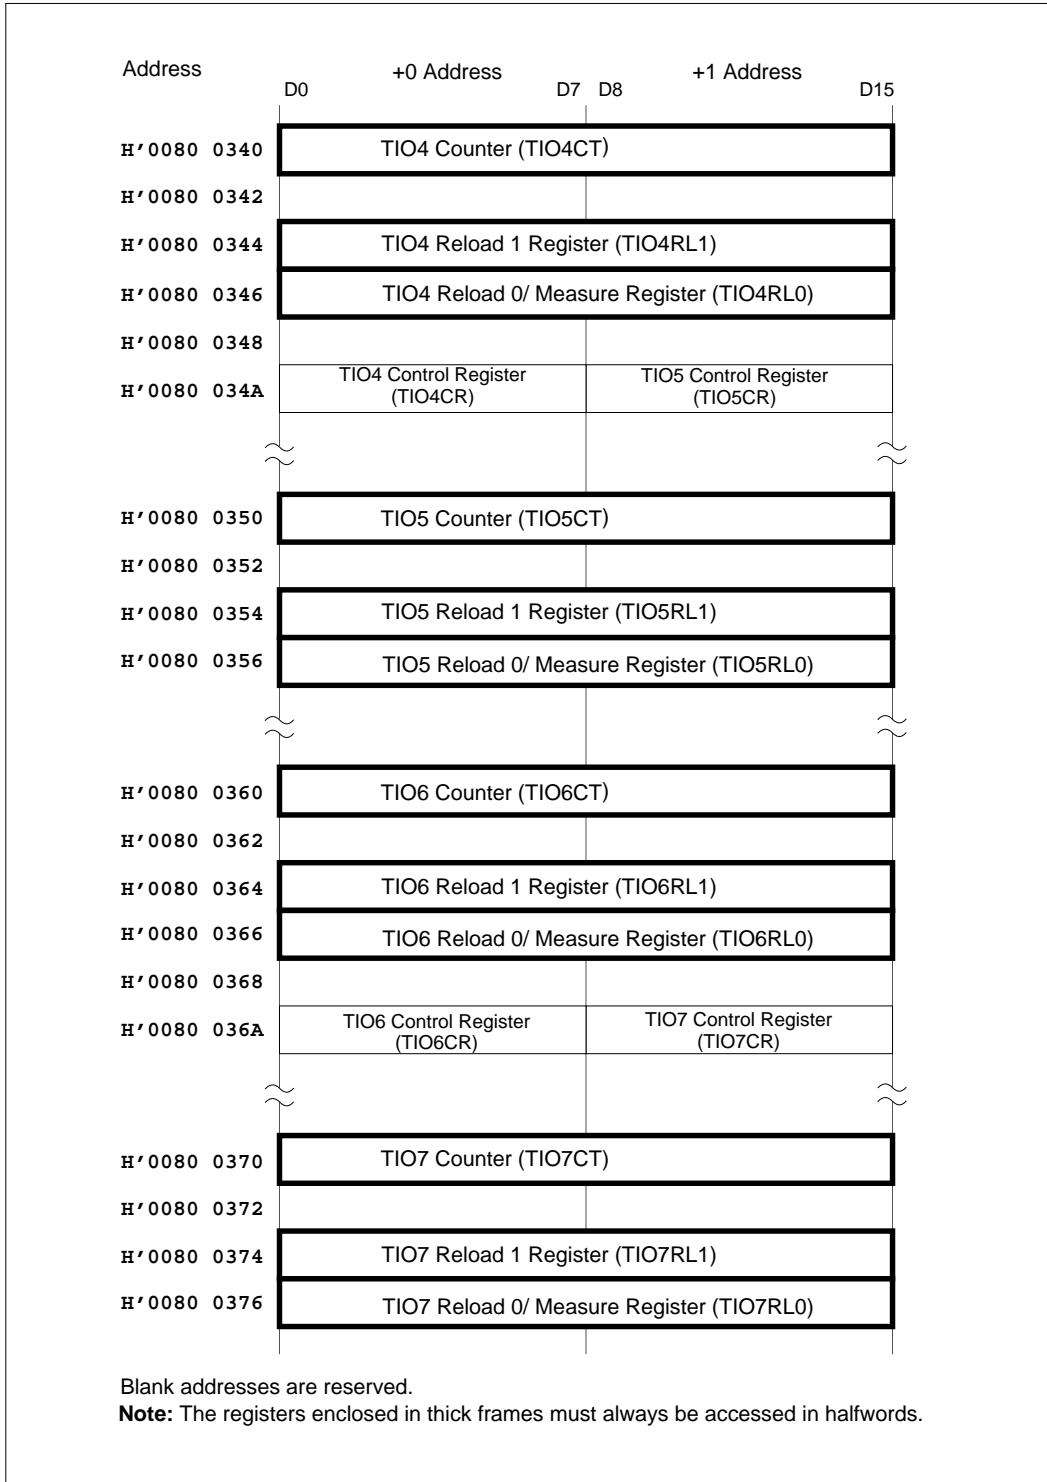 Address +0 Address +1 Address
D0 D7 D8 D15
H'0080 0340 TIO4 Counter (TIO4CT)
H'0080 0342
H'0080 0344 TIO4 Reload 1 Register (TIO4RL1)
H'0080 0346 TIO4 Reload 0/ Measure Register (TIO4RL0)
H'0080 0348
H'0080 034A TIO4 Control Register (TIO4CR) TIO5 Control Register (TIO5CR)
H'0080 0350 TIO5 Counter (TIO5CT)
H'0080 0352
H'0080 0354 TIO5 Reload 1 Register (TIO5RL1)
H'0080 0356 TIO5 Reload 0/ Measure Register (TIO5RL0)
H'0080 0360 TIO6 Counter (TIO6CT)
H'0080 0362
H'0080 0364 TIO6 Reload 1 Register (TIO6RL1)
H'0080 0366 TIO6 Reload 0/ Measure Register (TIO6RL0)
H'0080 0368
H'0080 036A TIO6 Control Register (TIO6CR) TIO7 Control Register (TIO7CR)
H'0080 0370 TIO7 Counter (TIO7CT)
H'0080 0372
H'0080 0374 TIO7 Reload 1 Register (TIO7RL1)
H'0080 0376 TIO7 Reload 0/ Measure Register (TIO7RL0)
Blank addresses are reserved.
Note: The registers enclosed in thick frames must always be accessed in halfwords.